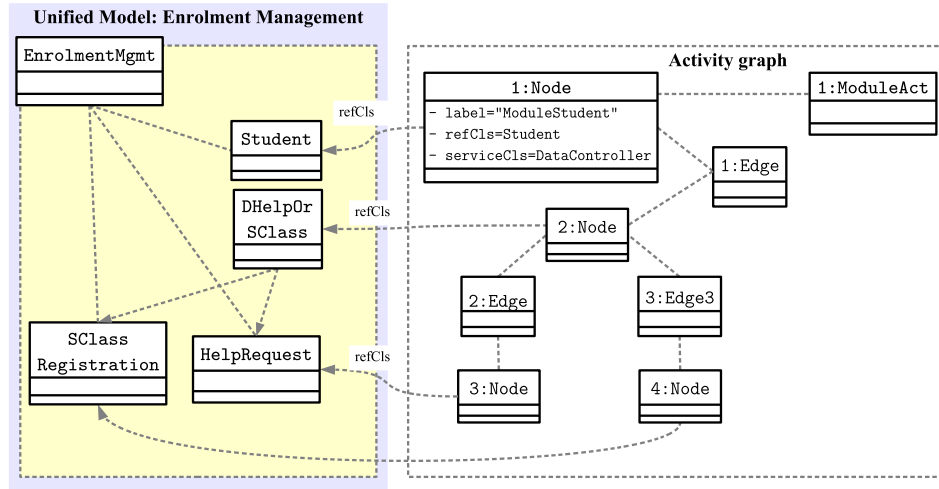 Unified Model: Enrolment Management
EnrolmentMgmt
Student
DHelpOr
SClass
SClass
Registration
HelpRequest
refCls
refCls
refCls
Activity graph
1:Node
- label="ModuleStudent"
- refCls=Student
- serviceCls=DataController
1:ModuleAct
1:Edge
2:Node
2:Edge
3:Edge3
3:Node
4:Node